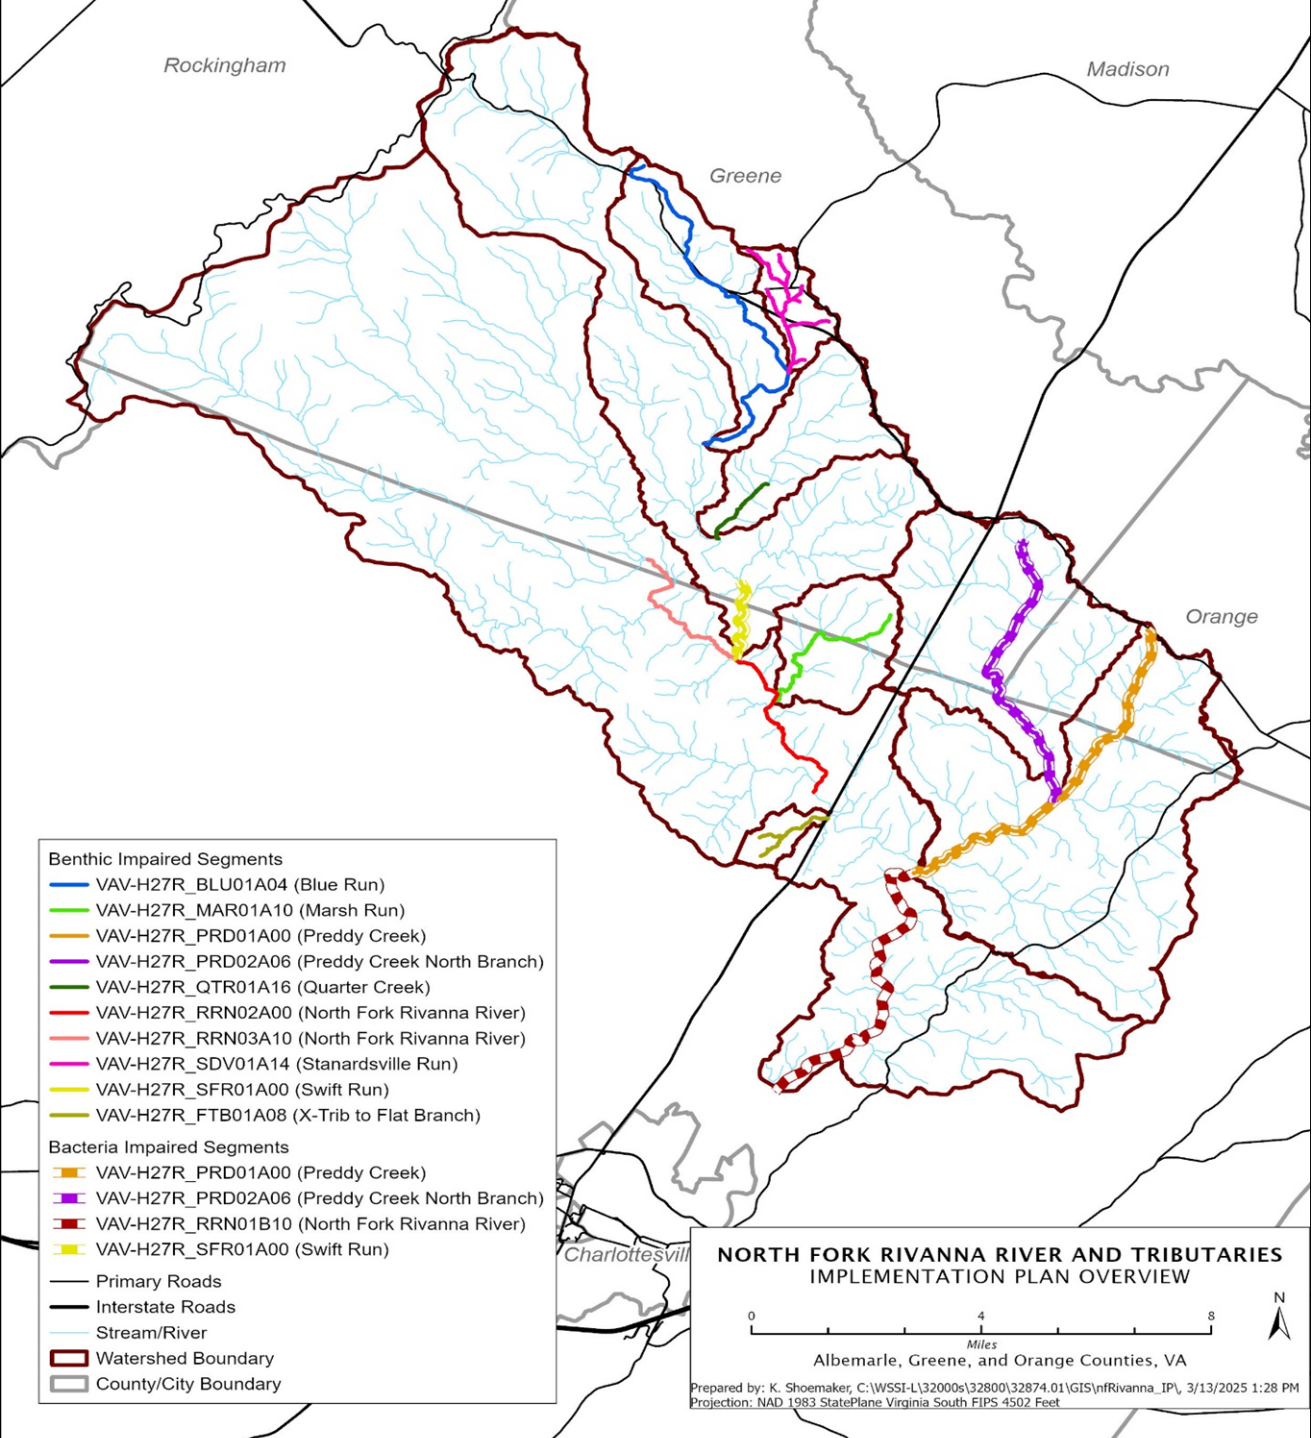 Rockingham
Madison
Greene
Orange
Benthic Impaired Segments
VAV-H27R_BLU01A04 (Blue Run)
VAV-H27R_MAR01A10 (Marsh Run)
VAV-H27R_PRD01A00 (Preddy Creek)
VAV-H27R_PRD02A06 (Preddy Creek North Branch)
VAV-H27R_QTR01A16 (Quarter Creek)
VAV-H27R_RRN02A00 (North Fork Rivanna River)
VAV-H27R_RRN03A10 (North Fork Rivanna River)
VAV-H27R_SDV01A14 (Stanardsville Run)
VAV-H27R_SFR01A00 (Swift Run)
VAV-H27R_FTB01A08 (X-Trib to Flat Branch)
Bacteria Impaired Segments
VAV-H27R_PRD01A00 (Preddy Creek)
VAV-H27R_PRD02A06 (Preddy Creek North Branch)
VAV-H27R_RRN01B10 (North Fork Rivanna River)
VAV-H27R_SFR01A00 (Swift Run)
Primary Roads
Interstate Roads
Stream/River
Watershed Boundary
County/City Boundary
Charlottesvill
NORTH FORK RIVANNA RIVER AND TRIBUTARIES
IMPLEMENTATION PLAN OVERVIEW
N
0 4 8
Miles
Albemarle, Greene, and Orange Counties, VA
Prepared by: K. Shoemaker, C:\WSSI-L\32000s\32800\32874.01\GIS\nfRivanna_IP\, 3/13/2025 1:28 PM
Projection: NAD 1983 StatePlane Virginia South FIPS 4502 Feet